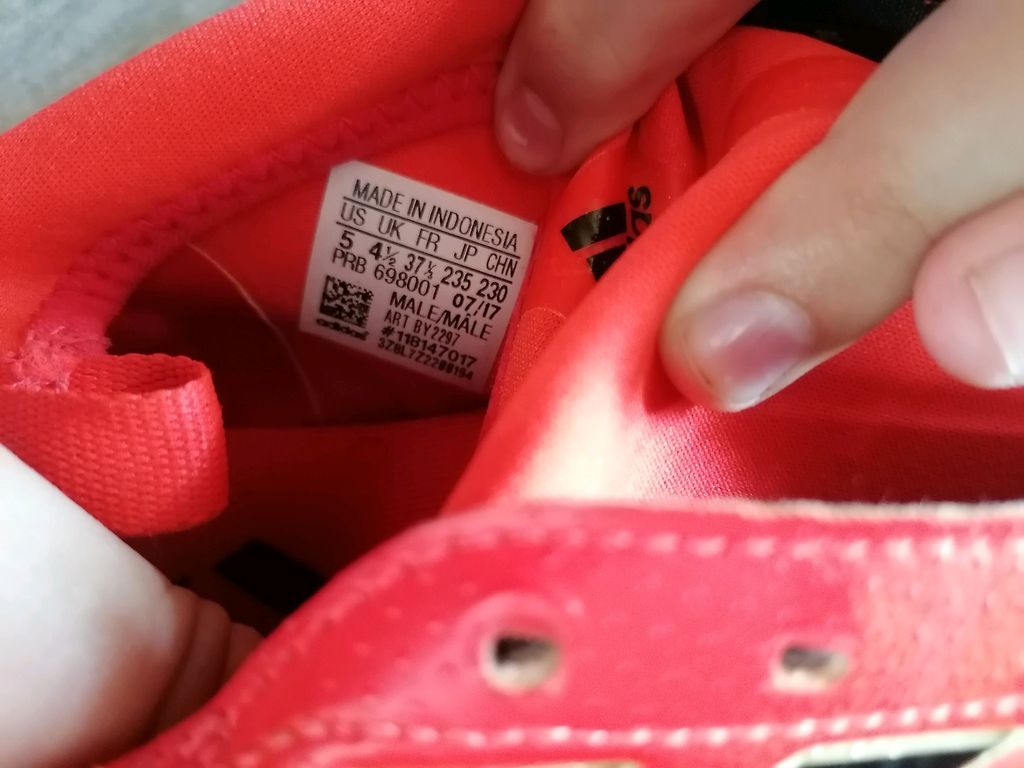 MADE IN INDONESIA
US UK FR JP CHN
5 4½ 37⅓ 235 230
PRB 698001 07/17
MALE/MÂLE
ART BY2297
#118147017
adidas